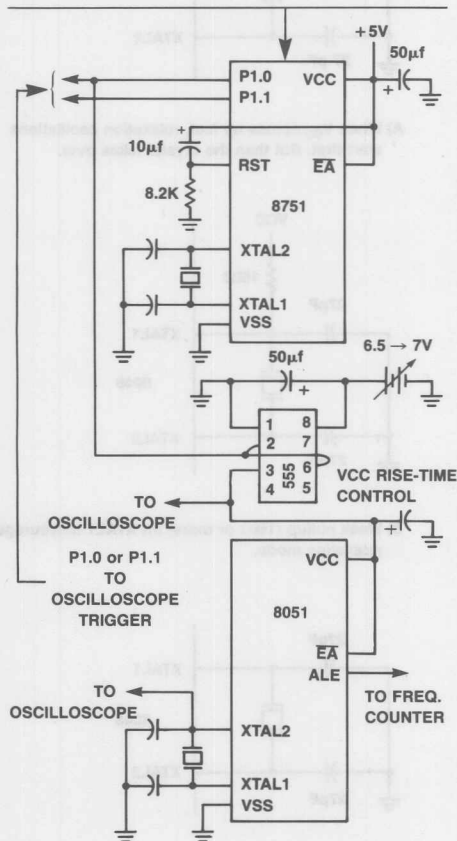 +5V
50μf
P1.0
VCC
+
P1.1
+
10μf
RST
EA
8.2K
8751
XTAL2
XTAL1
VSS
50μf
6.5 → 7V
+
1
8
2
7
3
6
4
5
555
VCC RISE-TIME
CONTROL
TO
OSCILLOSCOPE
+
P1.0 or P1.1
TO
OSCILLOSCOPE
TRIGGER
VCC
8051
EA
ALE
TO
OSCILLOSCOPE
TO FREQ.
COUNTER
XTAL2
XTAL1
VSS